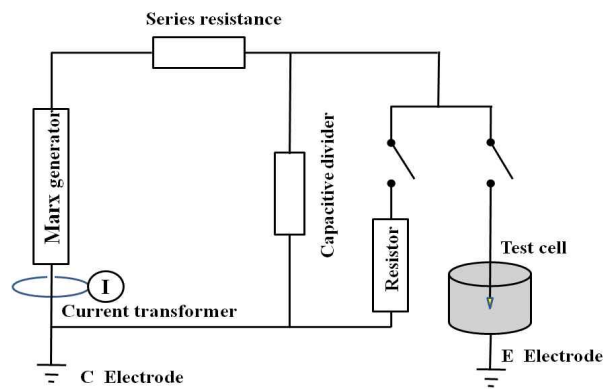 Series resistance
Marx generator
Capacitive divider
Resistor
Test cell
I
Current transformer
E Electrode
C Electrode